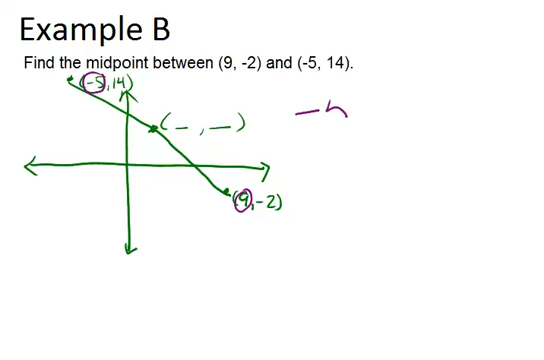 Example B
Find the midpoint between (9, -2) and (-5, 14).
(-5, 14)
(_, _)
(9, -2)